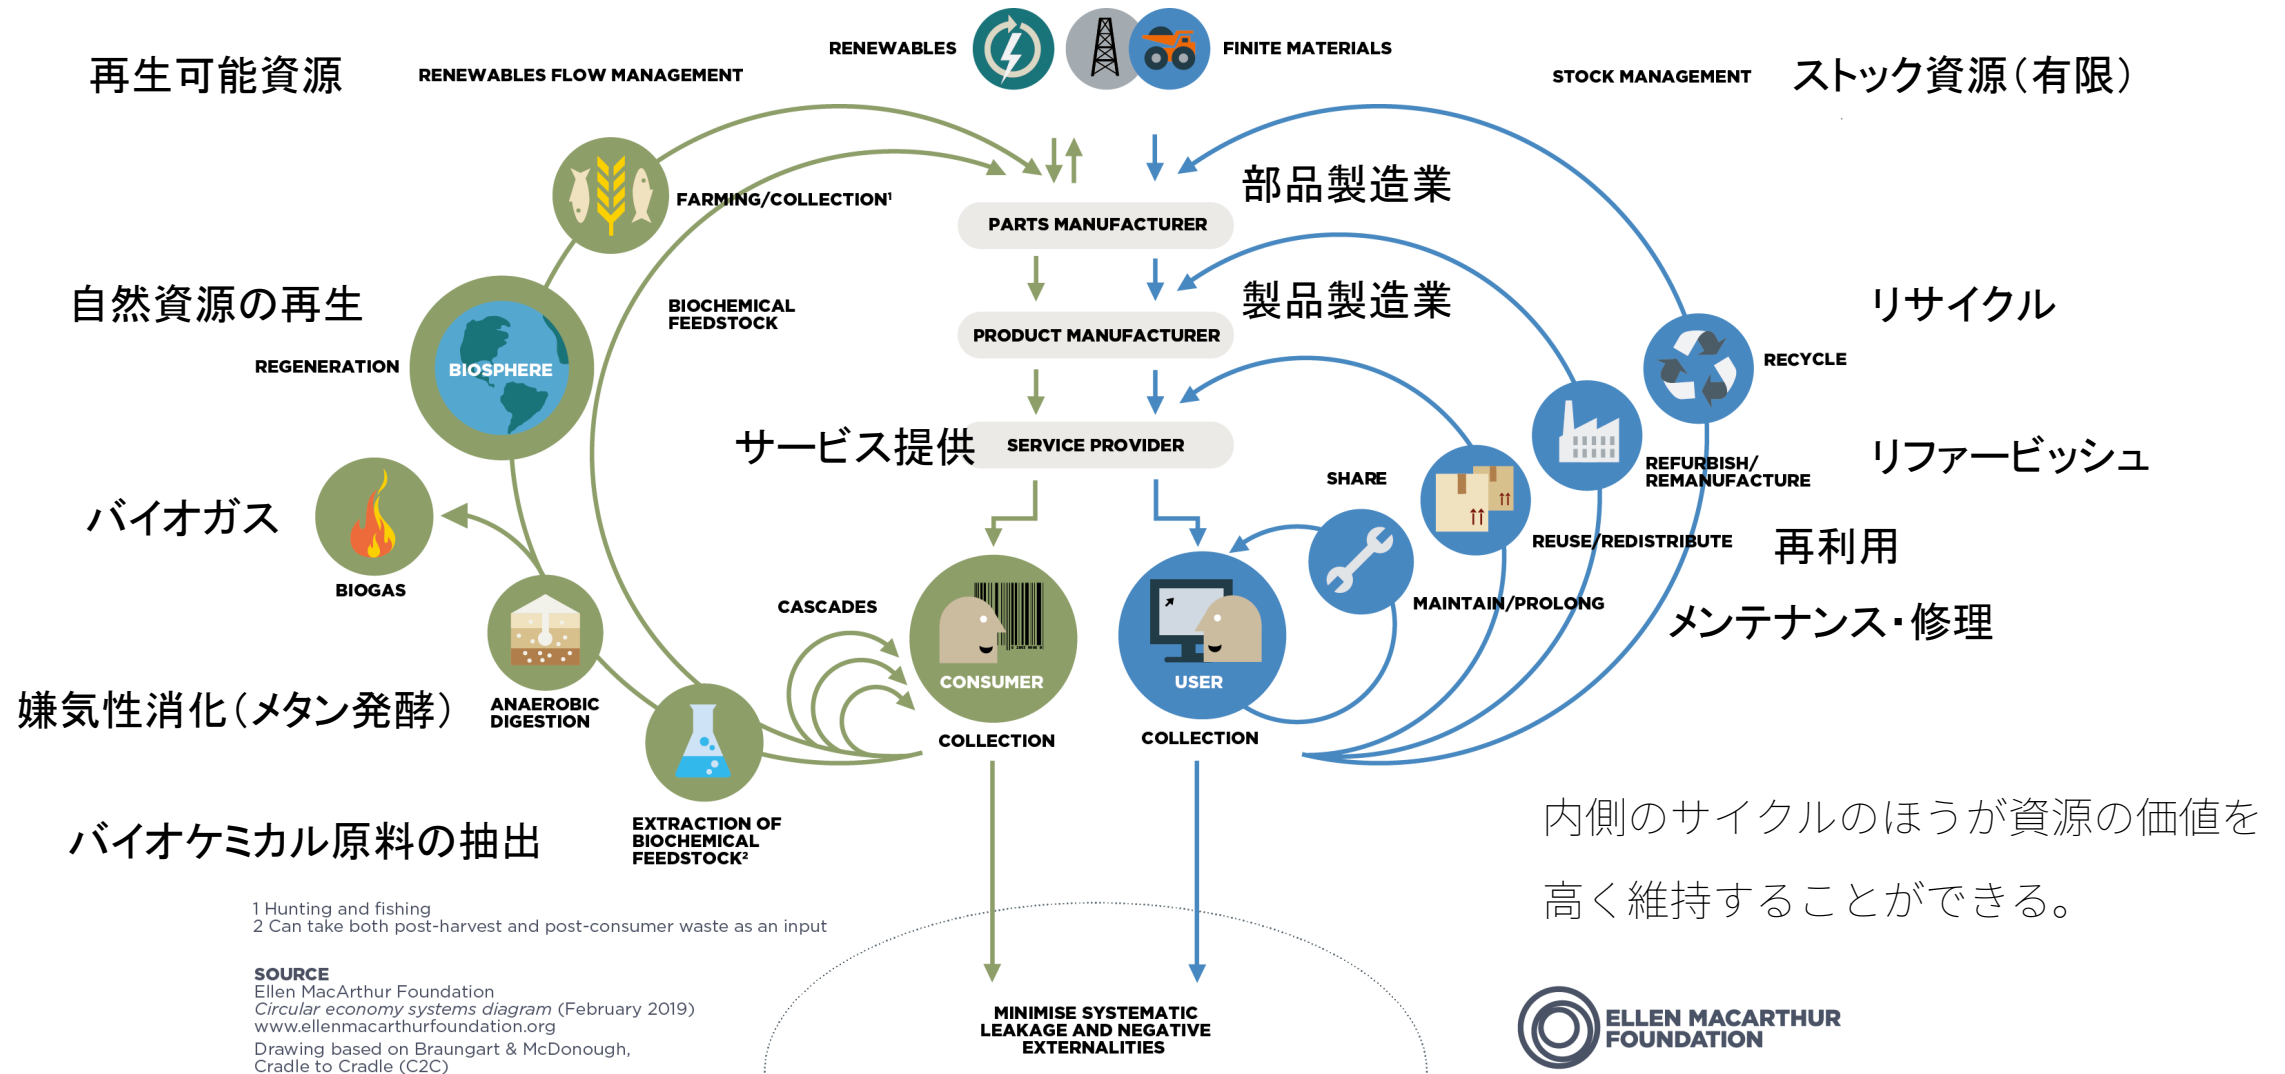 RENEWABLES
FINITE MATERIALS
再生可能資源
RENEWABLES FLOW MANAGEMENT
STOCK MANAGEMENT
ストック資源（有限）
部品製造業
FARMING/COLLECTION¹
PARTS MANUFACTURER
自然資源の再生
BIOCHEMICAL
FEEDSTOCK
製品製造業
リサイクル
PRODUCT MANUFACTURER
REGENERATION
BIOSPHERE
RECYCLE
サービス提供
SERVICE PROVIDER
SHARE
REFURBISH/
REMANUFACTURE
リファービッシュ
バイオガス
BIOGAS
REUSE/REDISTRIBUTE
再利用
CASCADES
MAINTAIN/PROLONG
メンテナンス・修理
CONSUMER
USER
嫌気性消化（メタン発酵）
ANAEROBIC
DIGESTION
COLLECTION
COLLECTION
バイオケミカル原料の抽出
EXTRACTION OF
BIOCHEMICAL
FEEDSTOCK²
内側のサイクルのほうが資源の価値を
高く維持することができる。
1 Hunting and fishing
2 Can take both post-harvest and post-consumer waste as an input
SOURCE
Ellen MacArthur Foundation
Circular economy systems diagram (February 2019)
www.ellenmacarthurfoundation.org
Drawing based on Braungart & McDonough,
Cradle to Cradle (C2C)
MINIMISE SYSTEMATIC
LEAKAGE AND NEGATIVE
EXTERNALITIES
ELLEN MACARTHUR
FOUNDATION